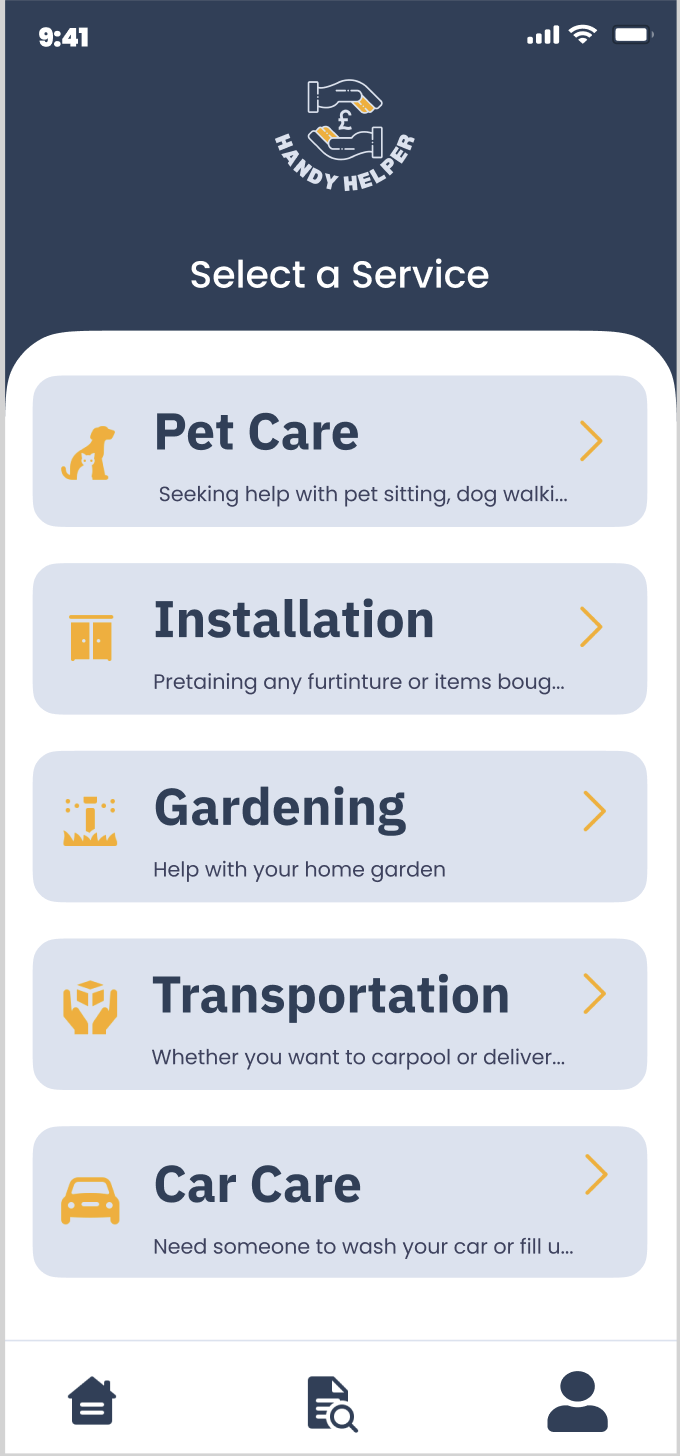 9:41
£
HANDY HELPER
Select a Service
Pet Care
Seeking help with pet sitting, dog walki...
Installation
Pretaining any furtinture or items boug...
Gardening
Help with your home garden
Transportation
Whether you want to carpool or deliver...
Car Care
Need someone to wash your car or fill u...